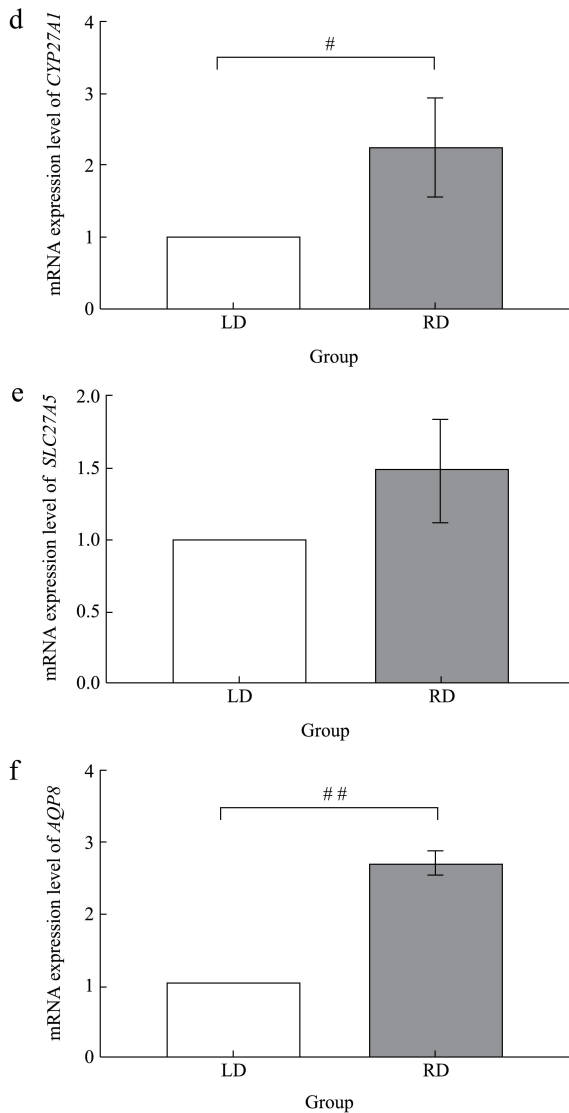 d
mRNA expression level of CYP27A1
4
3
2
1
0
#
LD
RD
Group
e
mRNA expression level of SLC27A5
2.0
1.5
1.0
0.5
0.0
LD
RD
Group
f
mRNA expression level of AQP8
4
3
2
1
0
# #
LD
RD
Group